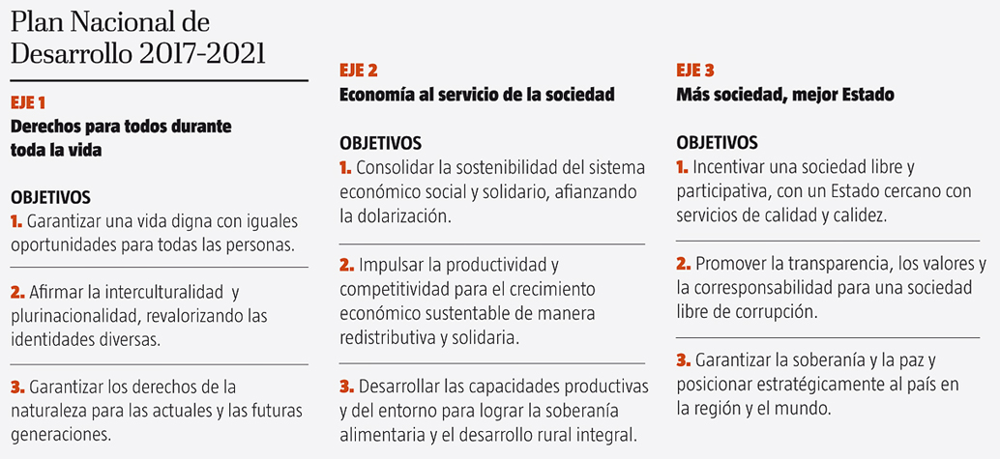 Plan Nacional de
Desarrollo 2017-2021
EJE 1
Derechos para todos durante
toda la vida
OBJETIVOS
1. Garantizar una vida digna con iguales
oportunidades para todas las personas.
2. Afirmar la interculturalidad y
plurinacionalidad, revalorizando las
identidades diversas.
3. Garantizar los derechos de la
naturaleza para las actuales y las futuras
generaciones.
EJE 2
Economía al servicio de la sociedad
OBJETIVOS
1. Consolidar la sostenibilidad del sistema
económico social y solidario, afianzando
la dolarización.
2. Impulsar la productividad y
competitividad para el crecimiento
económico sustentable de manera
redistributiva y solidaria.
3. Desarrollar las capacidades productivas
y del entorno para lograr la soberanía
alimentaria y el desarrollo rural integral.
EJE 3
Más sociedad, mejor Estado
OBJETIVOS
1. Incentivar una sociedad libre y
participativa, con un Estado cercano con
servicios de calidad y calidez.
2. Promover la transparencia, los valores y
la corresponsabilidad para una sociedad
libre de corrupción.
3. Garantizar la soberanía y la paz y
posicionar estratégicamente al país en
la región y el mundo.